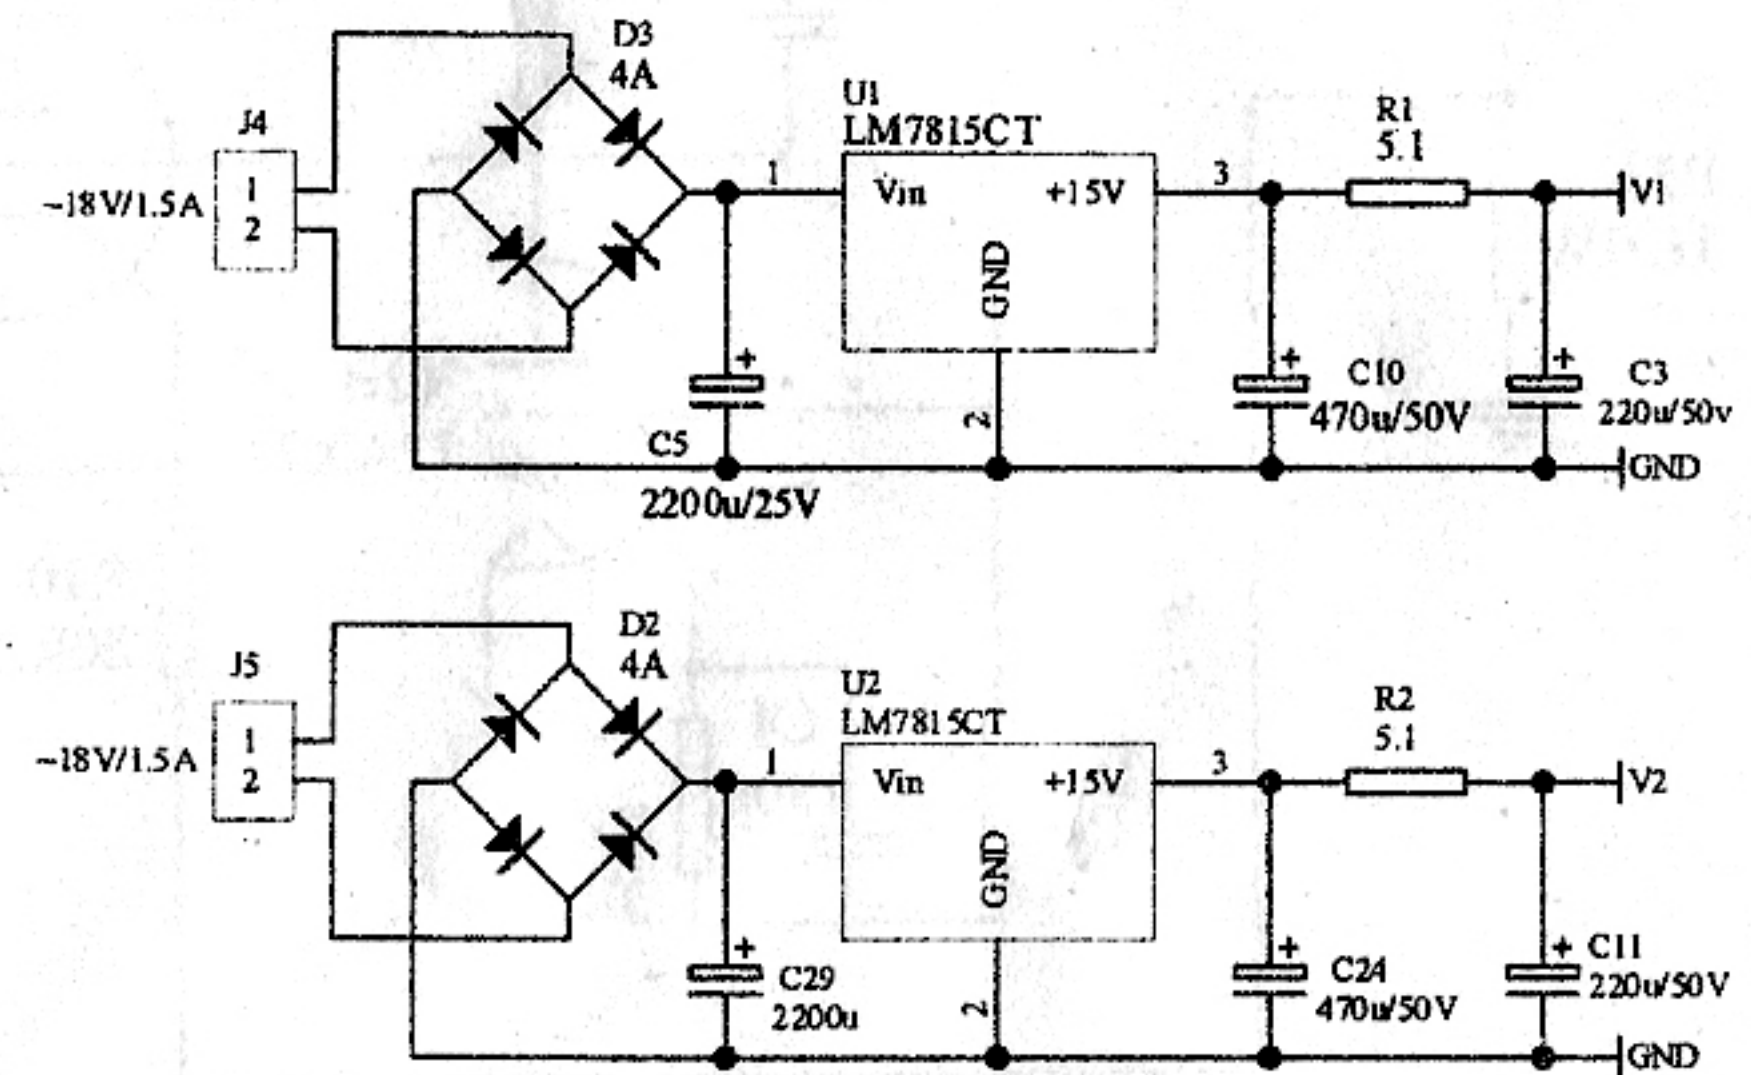 D3
4A
J4
~18V/1.5A
1
2
U1
LM7815CT
1
Vin
+15V
GND
2
3
R1
5.1
V1
+
C5
2200u/25V
+
C10
470u/50V
+
C3
220u/50v
GND
D2
4A
J5
~18V/1.5A
1
2
U2
LM7815CT
1
Vin
+15V
GND
2
3
R2
5.1
V2
+
C29
2200u
+
C24
470u/50V
+
C11
220u/50V
GND